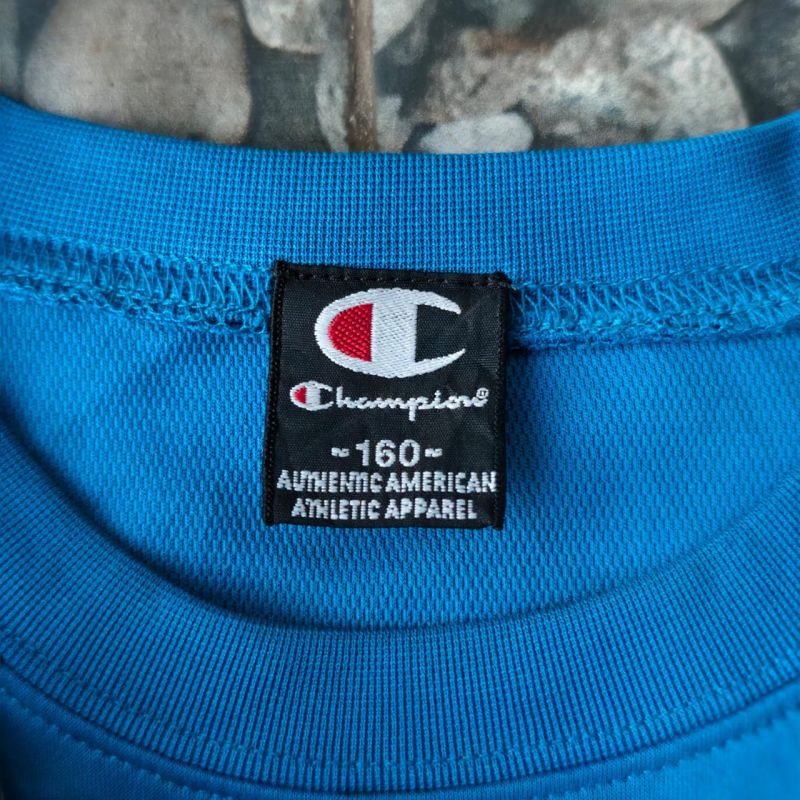 Champion®
~160~
AUTHENTIC AMERICAN
ATHLETIC APPAREL